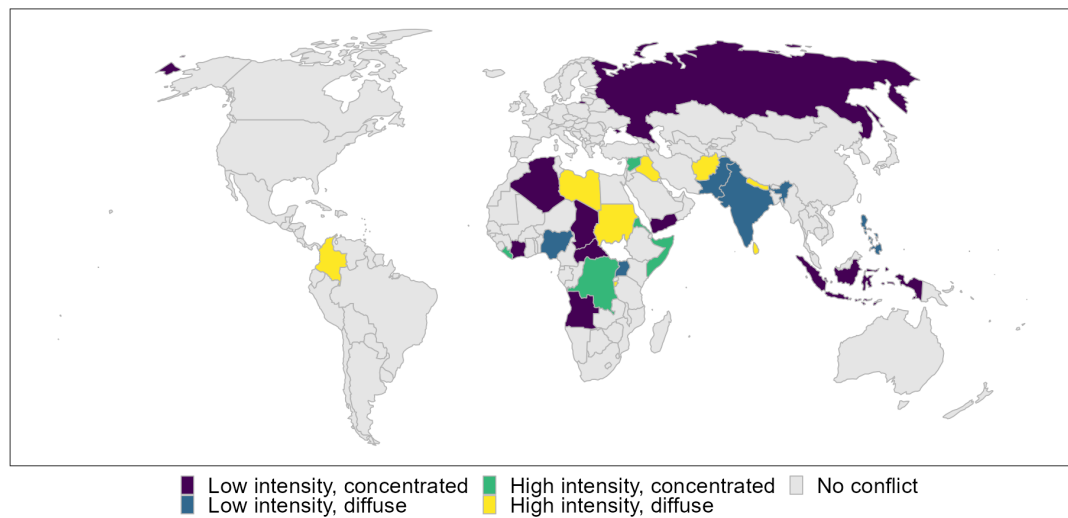 Low intensity, concentrated High intensity, concentrated No conflict
Low intensity, diffuse High intensity, diffuse